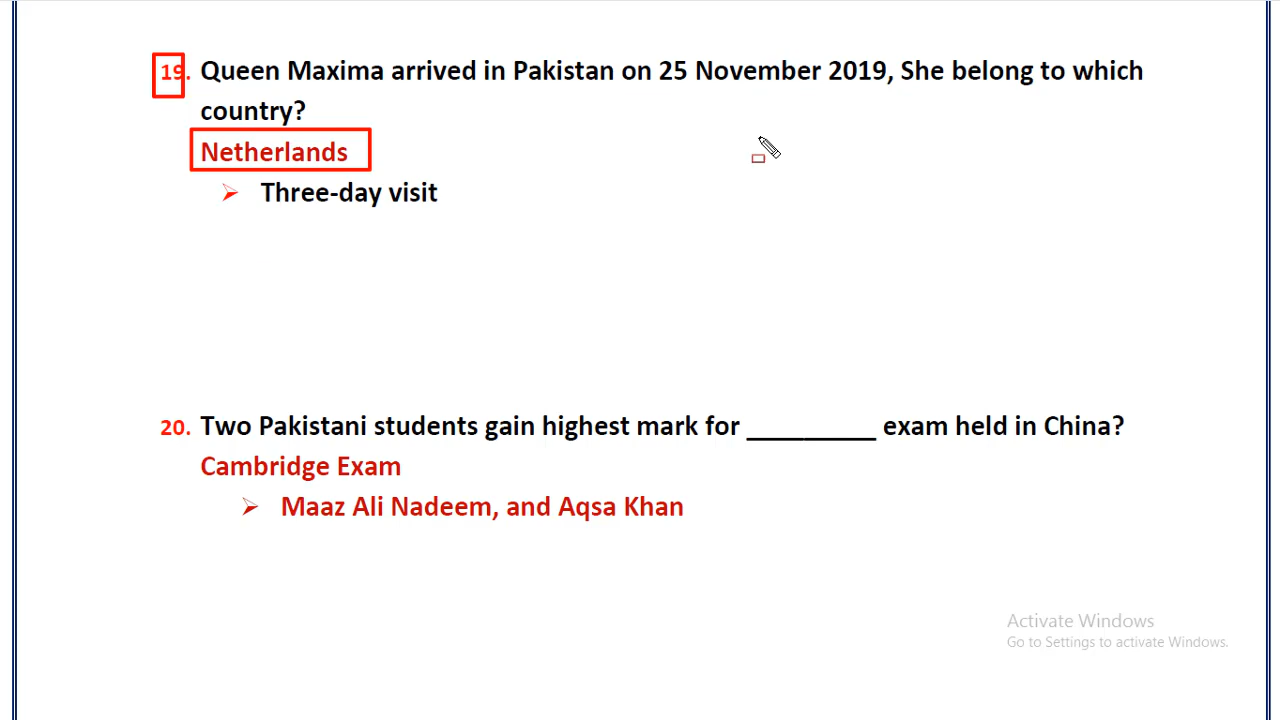 19. Queen Maxima arrived in Pakistan on 25 November 2019, She belong to which
country?
Netherlands
Three-day visit
20. Two Pakistani students gain highest mark for _________ exam held in China?
Cambridge Exam
Maaz Ali Nadeem, and Aqsa Khan
Activate Windows
Go to Settings to activate Windows.